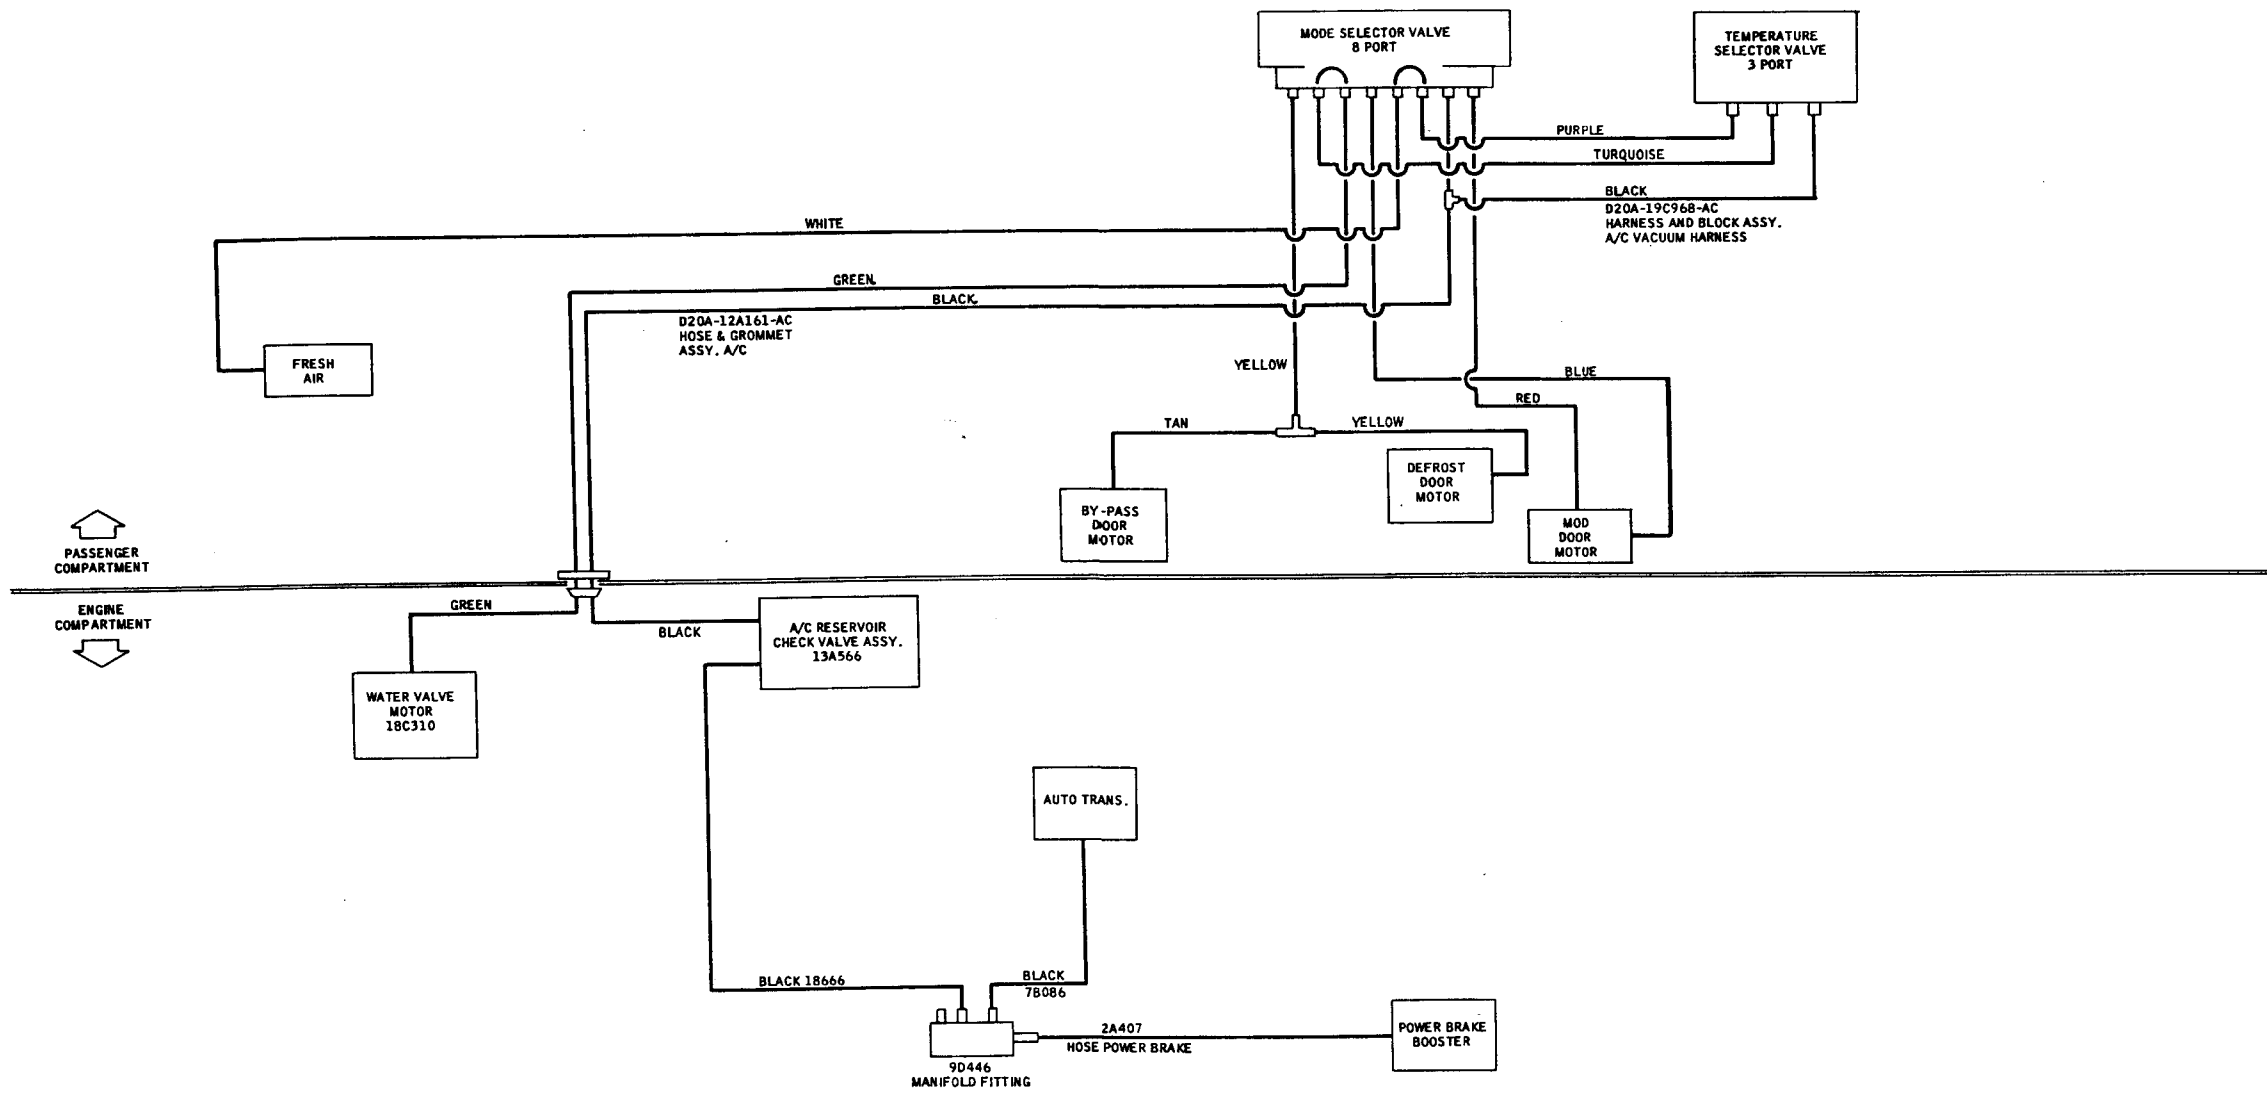 MODE SELECTOR VALVE
8 PORT
TEMPERATURE
SELECTOR VALVE
3 PORT
PURPLE
TURQUOISE
BLACK
D20A-19C968-AC
HARNESS AND BLOCK ASSY.
A/C VACUUM HARNESS
WHITE
GREEN
BLACK
D20A-12A161-AC
HOSE & GROMMET
ASSY. A/C
FRESH
AIR
YELLOW
BLUE
RED
TAN
YELLOW
DEFROST
DOOR
MOTOR
BY-PASS
DOOR
MOTOR
MOD
DOOR
MOTOR
PASSENGER
COMPARTMENT
ENGINE
COMPARTMENT
GREEN
BLACK
A/C RESERVOIR
CHECK VALVE ASSY.
13A566
WATER VALVE
MOTOR
18C310
AUTO TRANS.
BLACK 18666
BLACK
7B086
2A407
HOSE POWER BRAKE
POWER BRAKE
BOOSTER
9D446
MANIFOLD FITTING